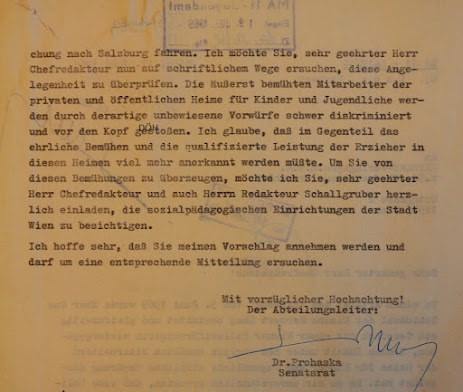 MA 11 - Jugendamt
chung nach Salzburg fahren. Ich möchte Sie, sehr geehrter Herr
Chefredakteur nun auf schriftlichem Wege ersuchen, diese Ange-
legenheit zu überprüfen. Die äußerst bemühten Mitarbeiter der
privaten und öffentlichen Heime für Kinder und Jugendliche wer-
den durch derartige unbewiesene Vorwürfe schwer diskriminiert
und vor den Kopf gestoßen. Ich glaube, daß im Gegenteil das
ehrliche Bemühen und die qualifizierte Leistung der Erzieher in
diesen Heimen viel mehr anerkannt werden müßte. Um Sie von
diesen Bemühungen zu überzeugen, möchte ich Sie, sehr geehrter
Herr Chefredakteur und auch Herrn Redakteur Schallgruber herz-
lich einladen, die sozialpädagogischen Einrichtungen der Stadt
Wien zu besichtigen.
Ich hoffe sehr, daß Sie meinen Vorschlag annehmen werden und
darf um eine entsprechende Mitteilung ersuchen.
Mit vorzüglicher Hochachtung!
Der Abteilungsleiter:
Dr.Prohaska
Senatsrat